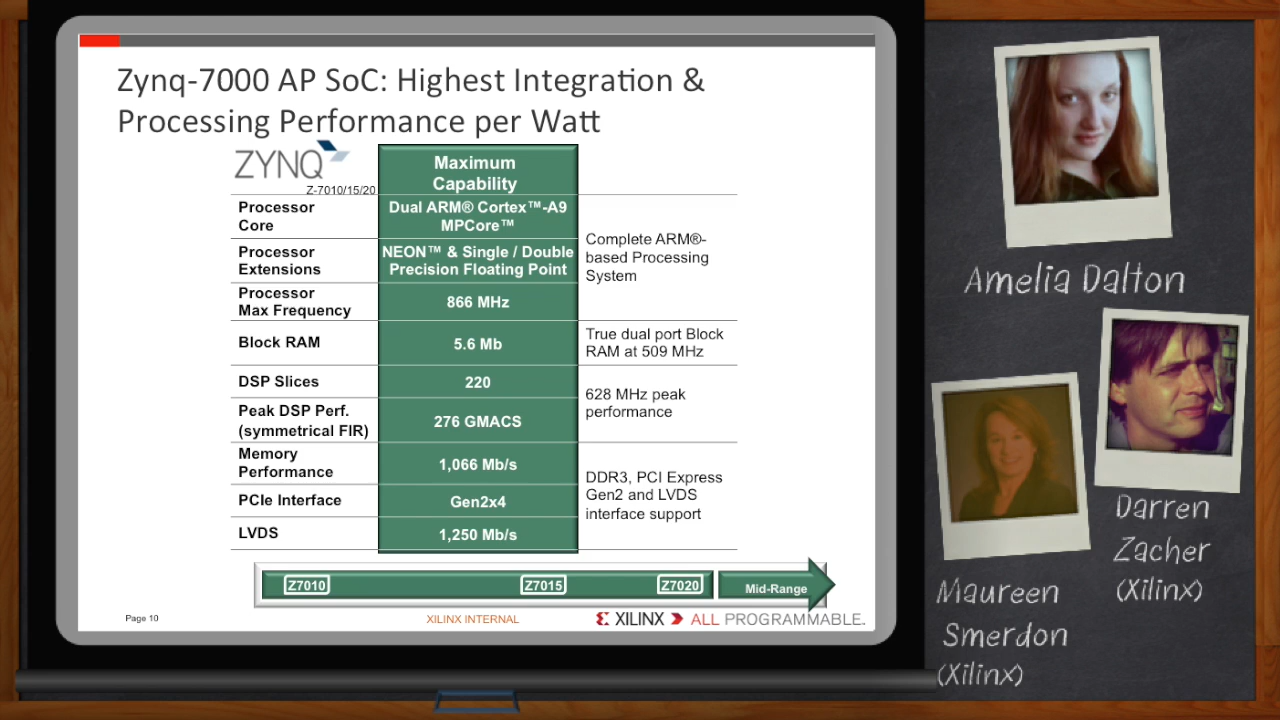 Zynq-7000 AP SoC: Highest Integration &
Processing Performance per Watt
ZYNQ
Z-7010/15/20
Maximum
Capability
Processor
Core
Dual ARM® Cortex™-A9
MPCore™
Processor
Extensions
NEON™ & Single / Double
Precision Floating Point
Complete ARM®-
based Processing
System
Processor
Max Frequency
866 MHz
Block RAM
5.6 Mb
True dual port Block
RAM at 509 MHz
DSP Slices
220
628 MHz peak
performance
Peak DSP Perf.
(symmetrical FIR)
276 GMACS
Memory
Performance
1,066 Mb/s
DDR3, PCI Express
Gen2 and LVDS
interface support
PCIe Interface
Gen2x4
LVDS
1,250 Mb/s
Z7010
Z7015
Z7020
Mid-Range
Page 10
XILINX INTERNAL
XILINX ALL PROGRAMMABLE.
Amelia Dalton
Darren
Zacher
(Xilinx)
Maureen
Smerdon
(Xilinx)